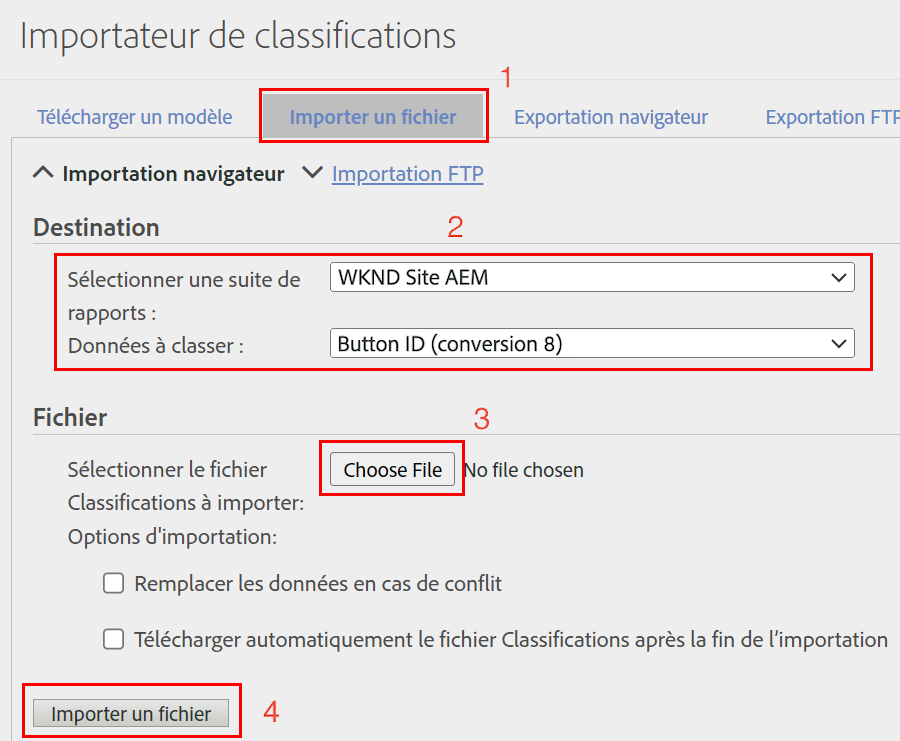 Importateur de classifications
1
Télécharger un modèle Importer un fichier Exportation navigateur Exportation FTP
Importation navigateur Importation FTP
Destination 2
Sélectionner une suite de rapports : WKND Site AEM
Données à classer : Button ID (conversion 8)
Fichier 3
Sélectionner le fichier Choose File No file chosen
Classifications à importer:
Options d'importation:
Remplacer les données en cas de conflit
Télécharger automatiquement le fichier Classifications après la fin de l’importation
Importer un fichier 4